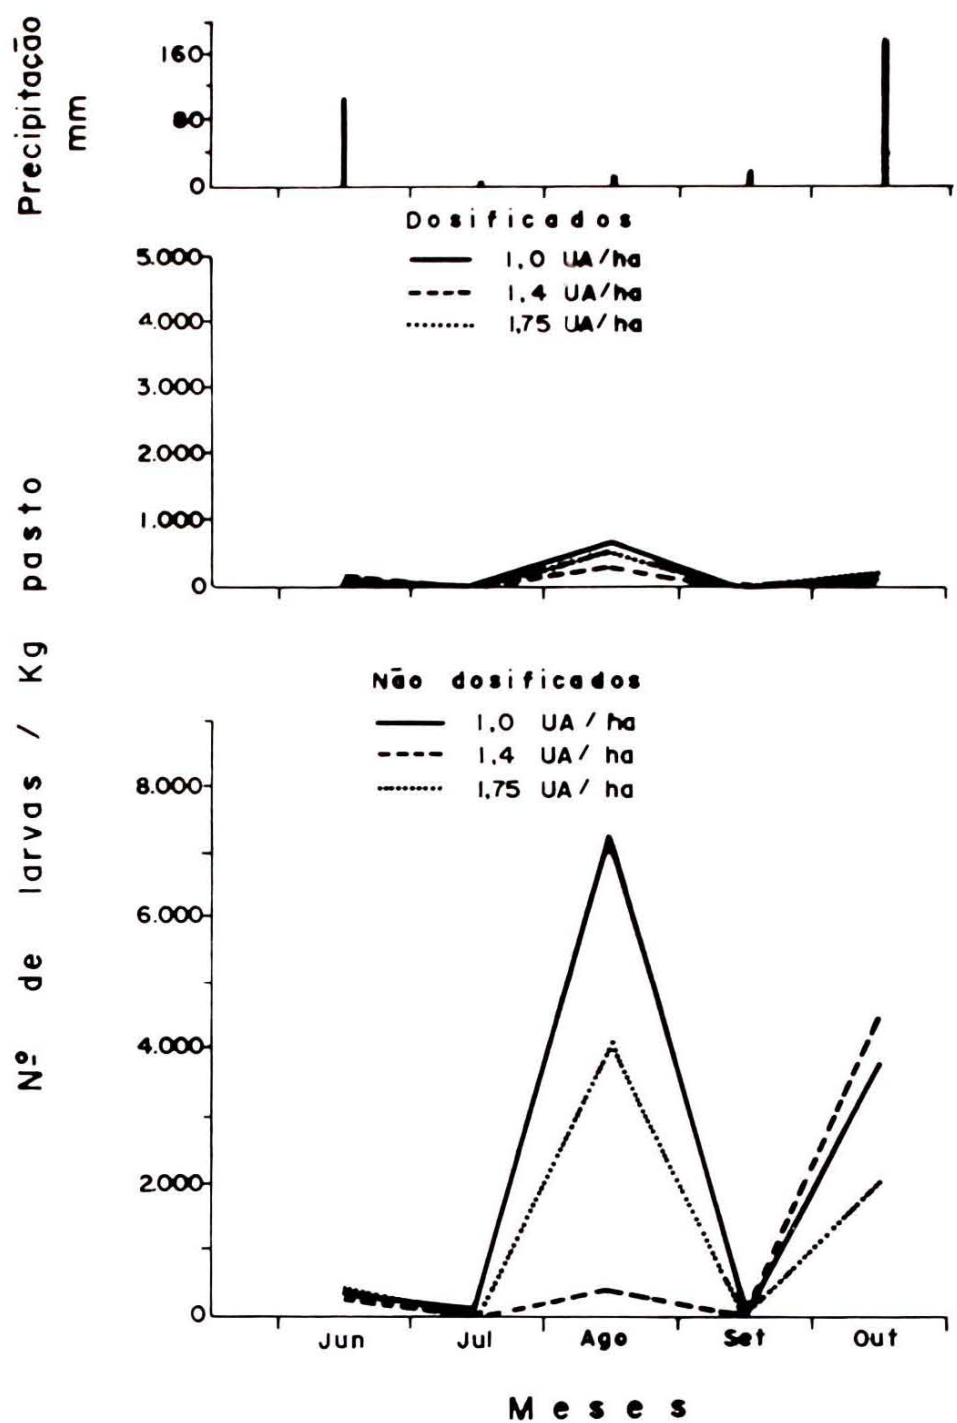 Precipitação
mm
160
80
0
Dosificados
1,0 UA/ha
1,4 UA/ha
1,75 UA/ha
5.000
4.000
3.000
2.000
1.000
0
Nº de larvas / Kg pasto
Não dosificados
1,0 UA / ha
1,4 UA / ha
1,75 UA / ha
8.000
6.000
4.000
2.000
0
Jun Jul Ago Set Out
Meses